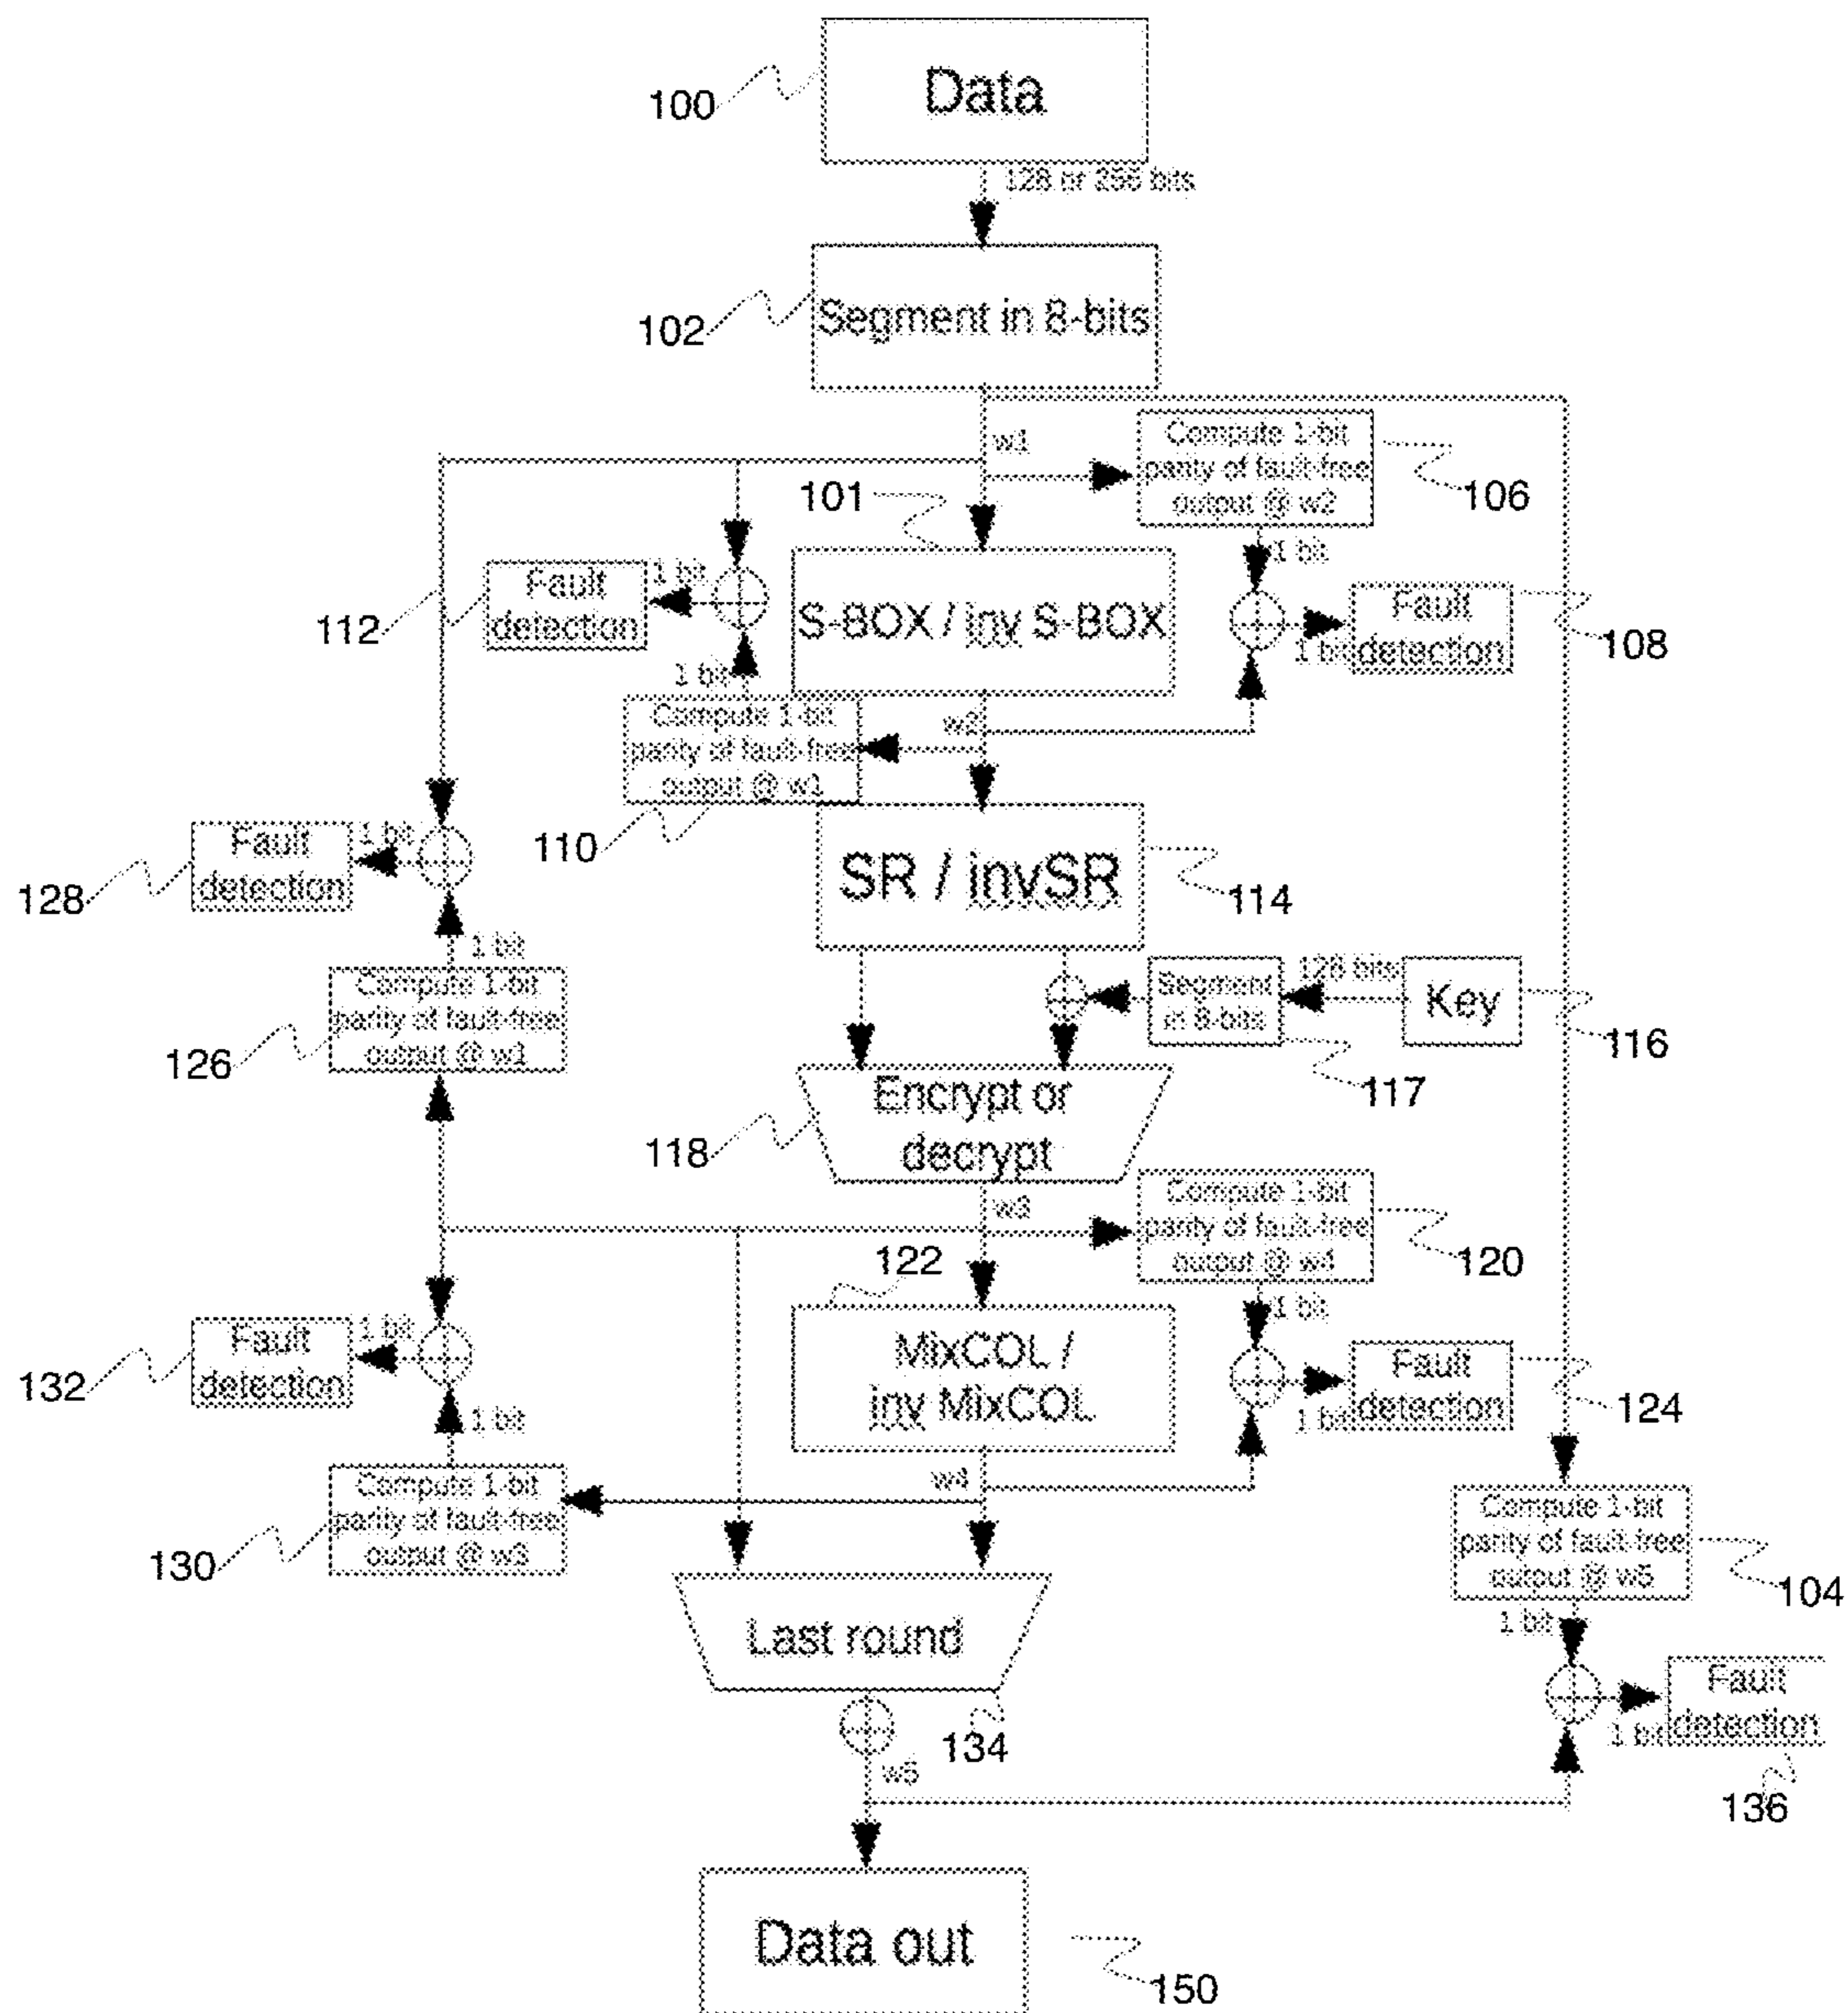 Data
100
128 or 256 bits
Segment in 8-bits
102
w1
Compute 1-bit
parity of fault-free
output @ w2
106
101
1 bit
Fault
detection
112
1 bit
S-BOX / inv S-BOX
Fault
detection
1 bit
108
1 bit
Compute 1-bit
parity of fault-free
output @ w1
110
w2
Fault
detection
1 bit
128
SR / invSR
114
1 bit
Compute 1-bit
parity of fault-free
output @ w1
126
Segment
in 8-bits
128 bits
Key
116
117
Encrypt or
decrypt
118
w3
Compute 1-bit
parity of fault-free
output @ w4
120
122
1 bit
Fault
detection
1 bit
132
MixCOL /
inv MixCOL
Fault
detection
1 bit
124
1 bit
Compute 1-bit
parity of fault-free
output @ w3
130
w4
Compute 1-bit
parity of fault-free
output @ w5
104
Last round
134
1 bit
Fault
detection
1 bit
136
w5
Data out
150